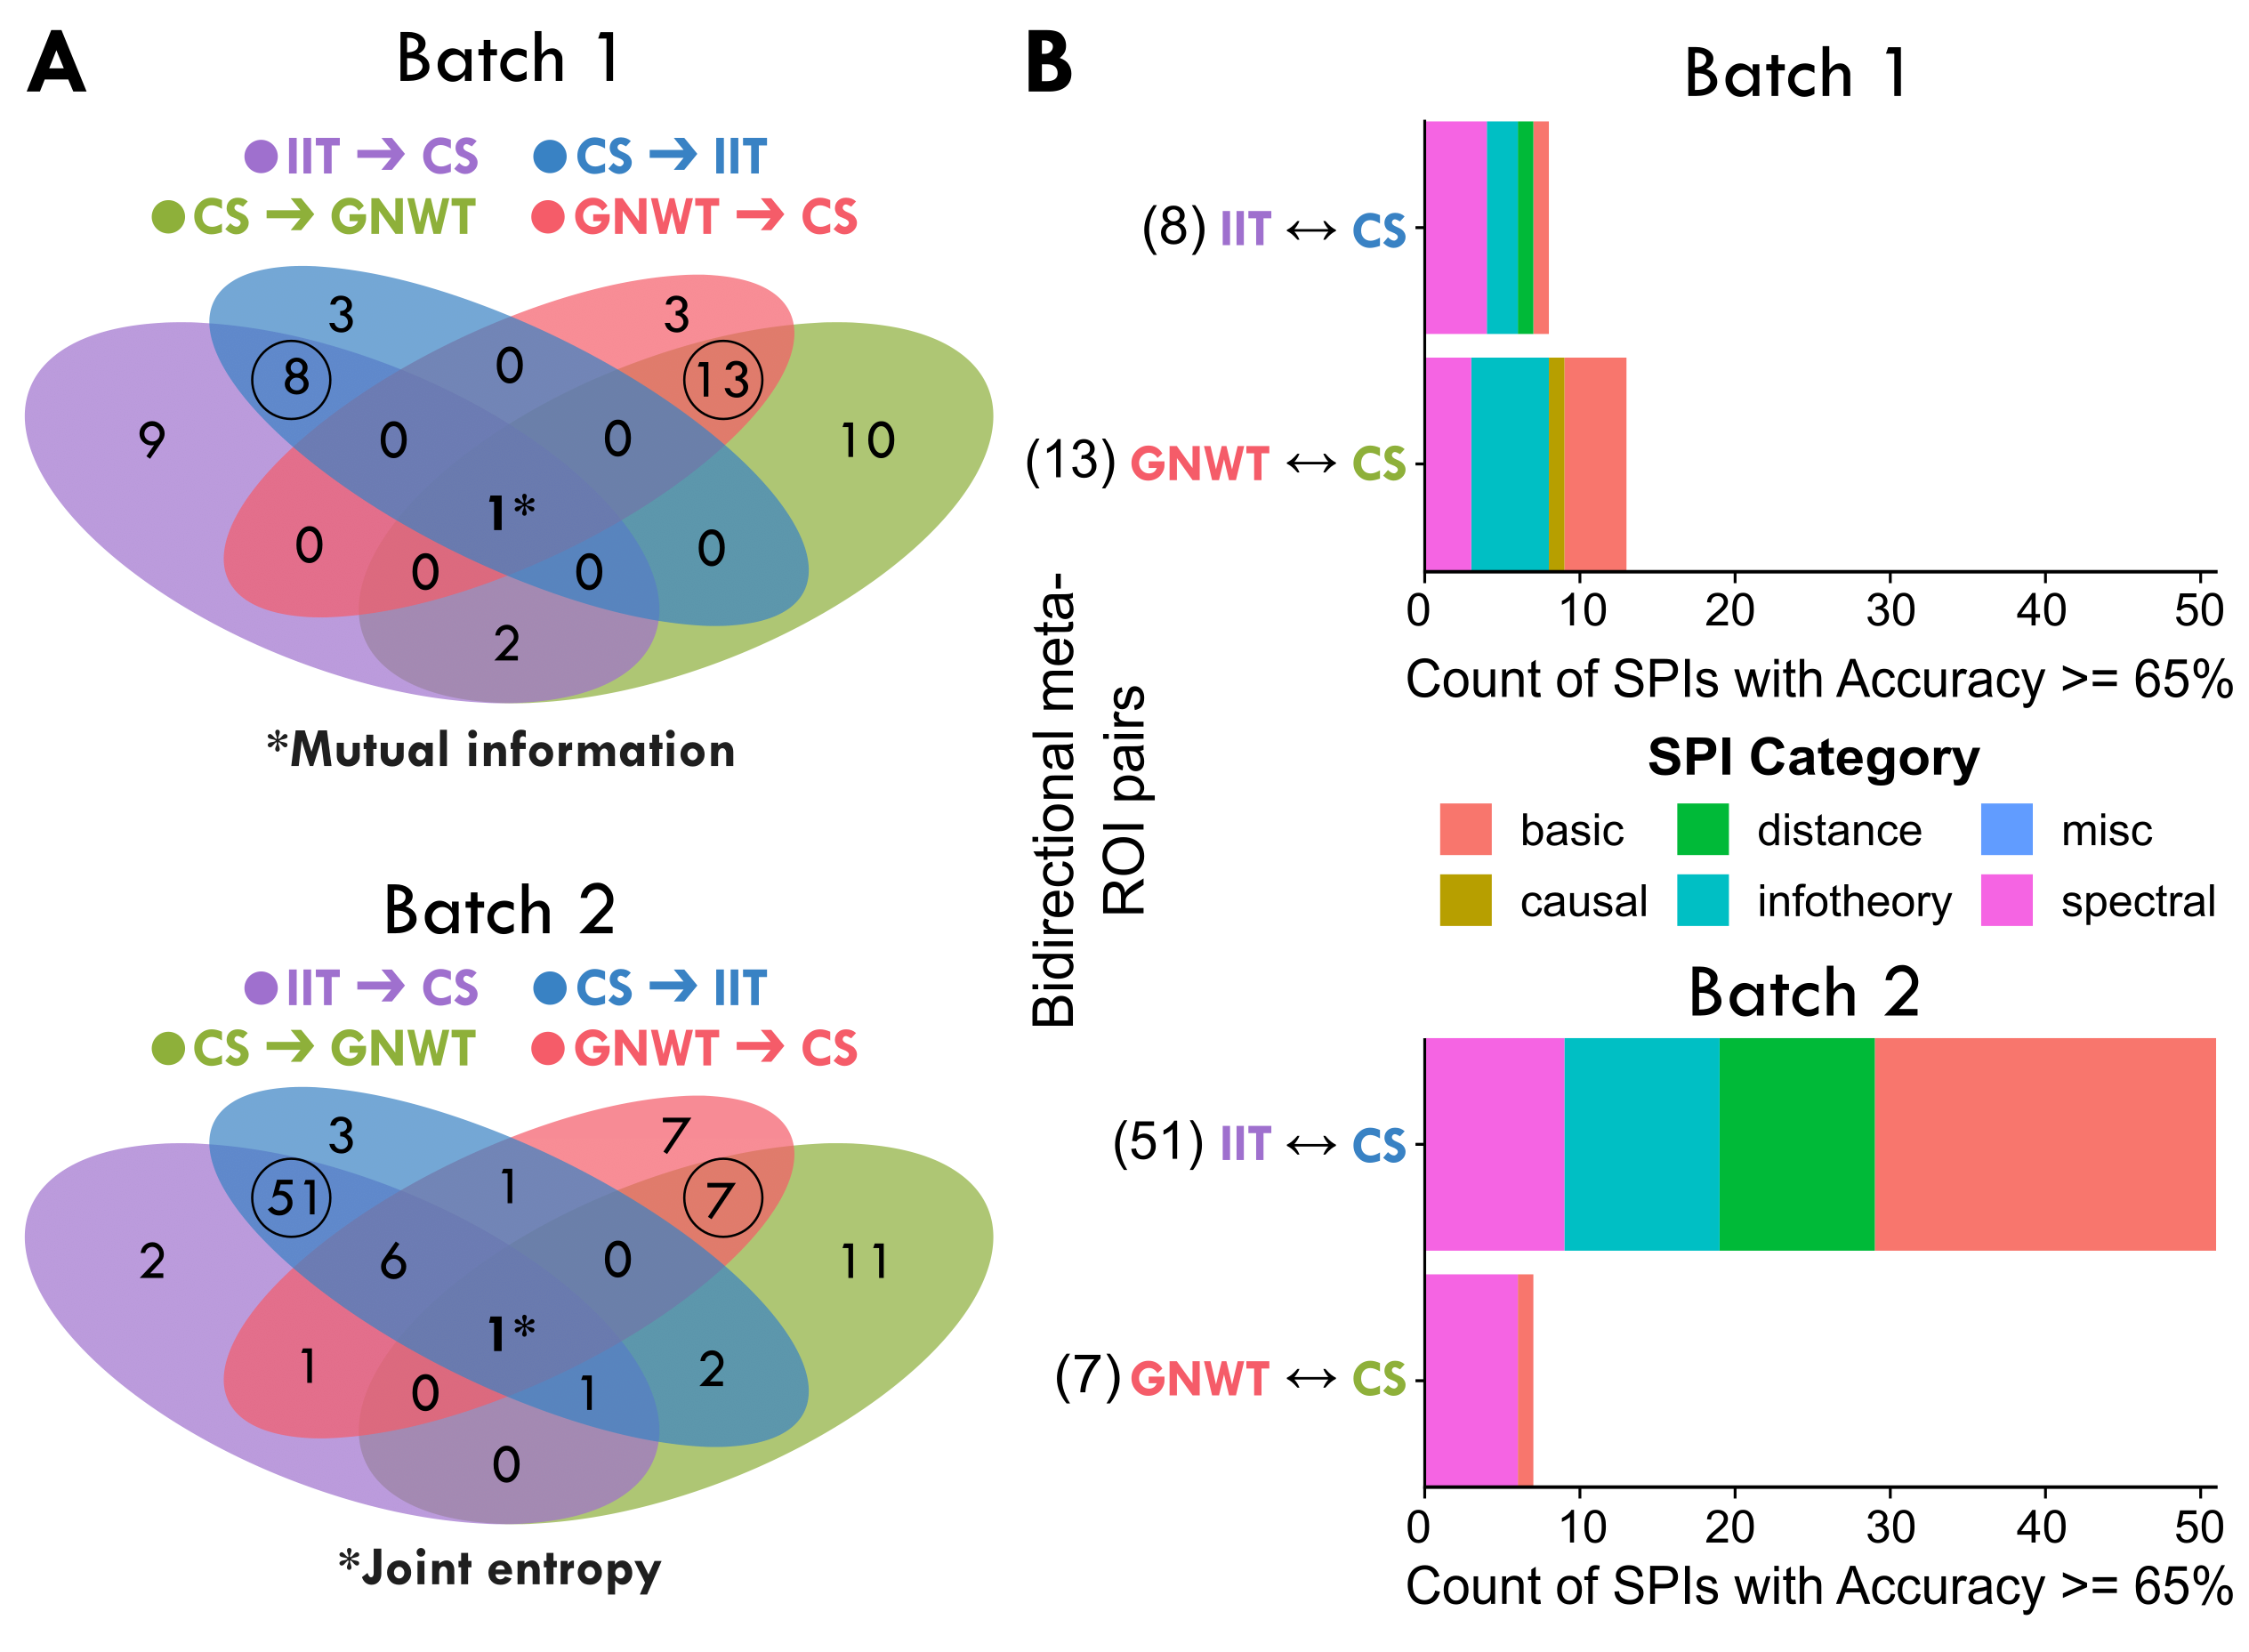 A
Batch 1
IIT → CS CS → IIT
CS → GNWT GNWT → CS
3 3
8 0 13
9 0 0 10
1*
0 0 0 0
2
*Mutual information
Batch 2
IIT → CS CS → IIT
CS → GNWT GNWT → CS
3 7
51 1 7
2 6 0 11
1*
1 0 1 2
0
*Joint entropy
B
Bidirectional meta-
ROI pairs
Batch 1
(8) IIT ↔ CS
(13) GNWT ↔ CS
0 10 20 30 40 50
Count of SPIs with Accuracy >= 65%
SPI Category
basic distance misc
causal infotheory spectral
Batch 2
(51) IIT ↔ CS
(7) GNWT ↔ CS
0 10 20 30 40 50
Count of SPIs with Accuracy >= 65%